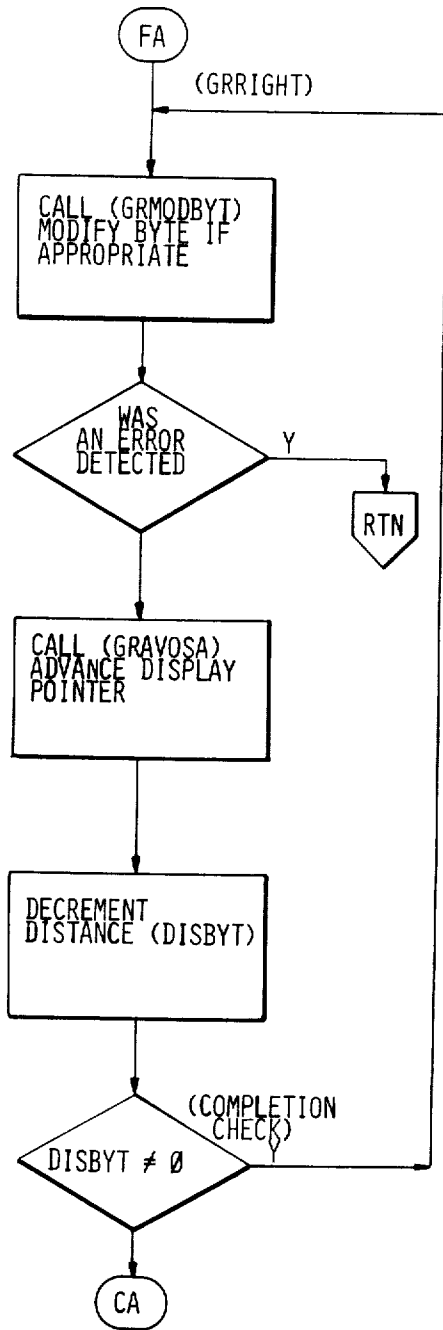 FA
(GRRIGHT)
CALL (GRMODBYT)
MODIFY BYTE IF
APPROPRIATE
WAS
AN ERROR
DETECTED
Y
RTN
CALL (GRAVOSA)
ADVANCE DISPLAY
POINTER
DECREMENT
DISTANCE (DISBYT)
(COMPLETION
CHECK)
Y
DISBYT ≠ Ø
CA